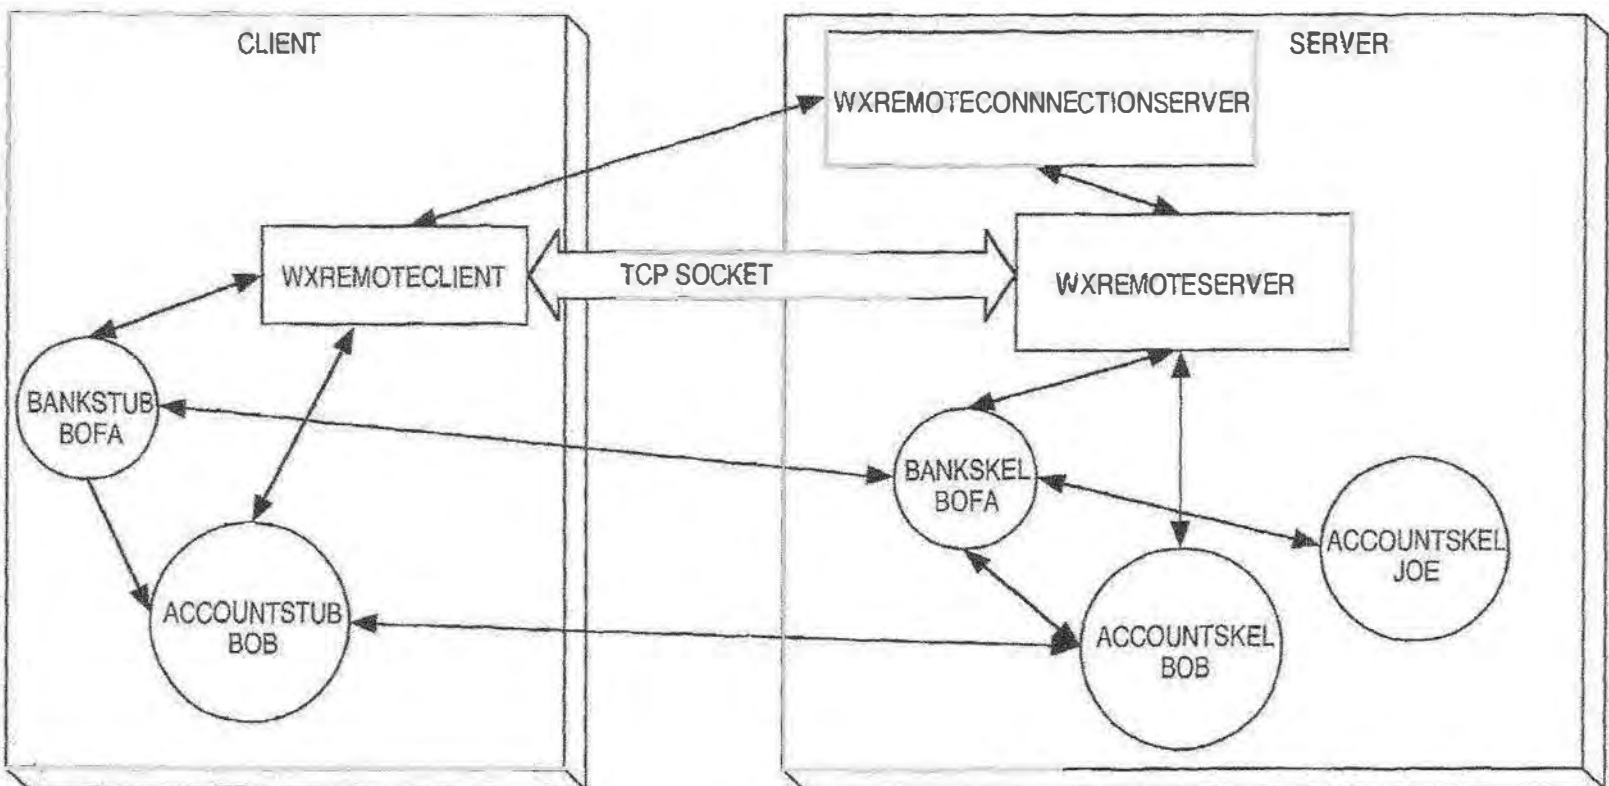 CLIENT
SERVER
WXREMOTECONNNECTIONSERVER
WXREMOTECLIENT
TCP SOCKET
WXREMOTESERVER
BANKSTUB
BOFA
BANKSKEL
BOFA
ACCOUNTSKEL
JOE
ACCOUNTSTUB
BOB
ACCOUNTSKEL
BOB